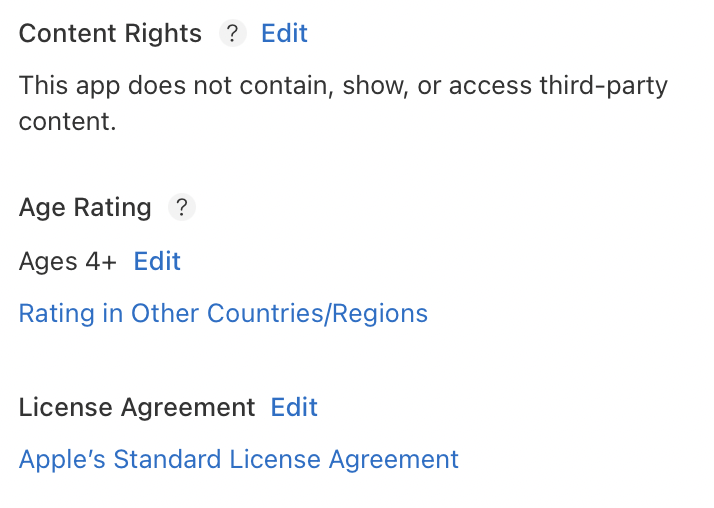 Content Rights ? Edit
This app does not contain, show, or access third-party
content.
Age Rating ?
Ages 4+ Edit
Rating in Other Countries/Regions
License Agreement Edit
Apple’s Standard License Agreement